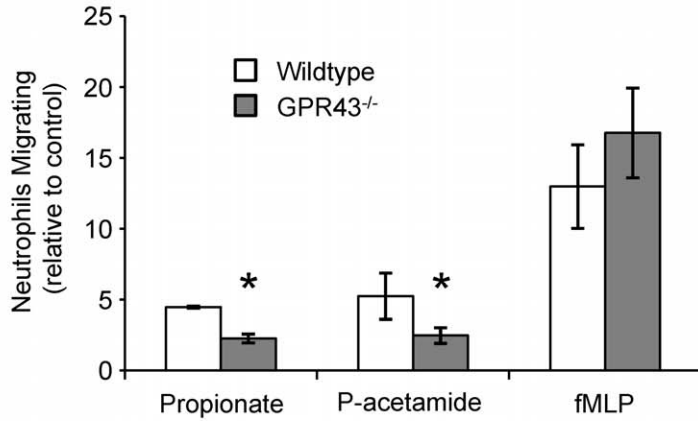 25
20
15
10
5
0
Neutrophils Migrating
(relative to control)
Wildtype
GPR43-/-
*
*
Propionate
P-acetamide
fMLP